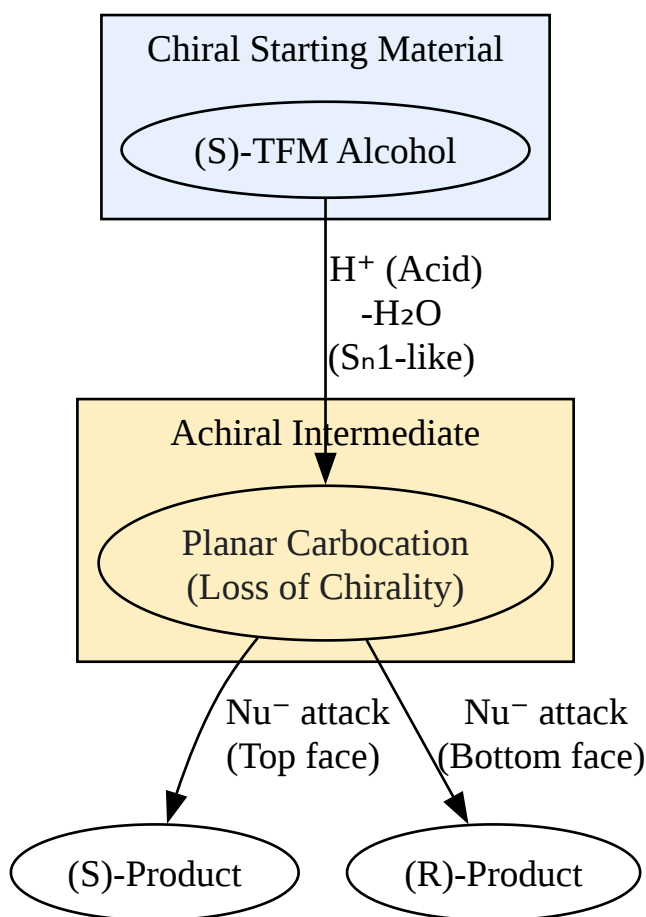 Chiral Starting Material
(S)-TFM Alcohol
H⁺ (Acid)
-H₂O
(Sₙ1-like)
Achiral Intermediate
Planar Carbocation
(Loss of Chirality)
Nu⁻ attack
(Top face)
Nu⁻ attack
(Bottom face)
(S)-Product
(R)-Product